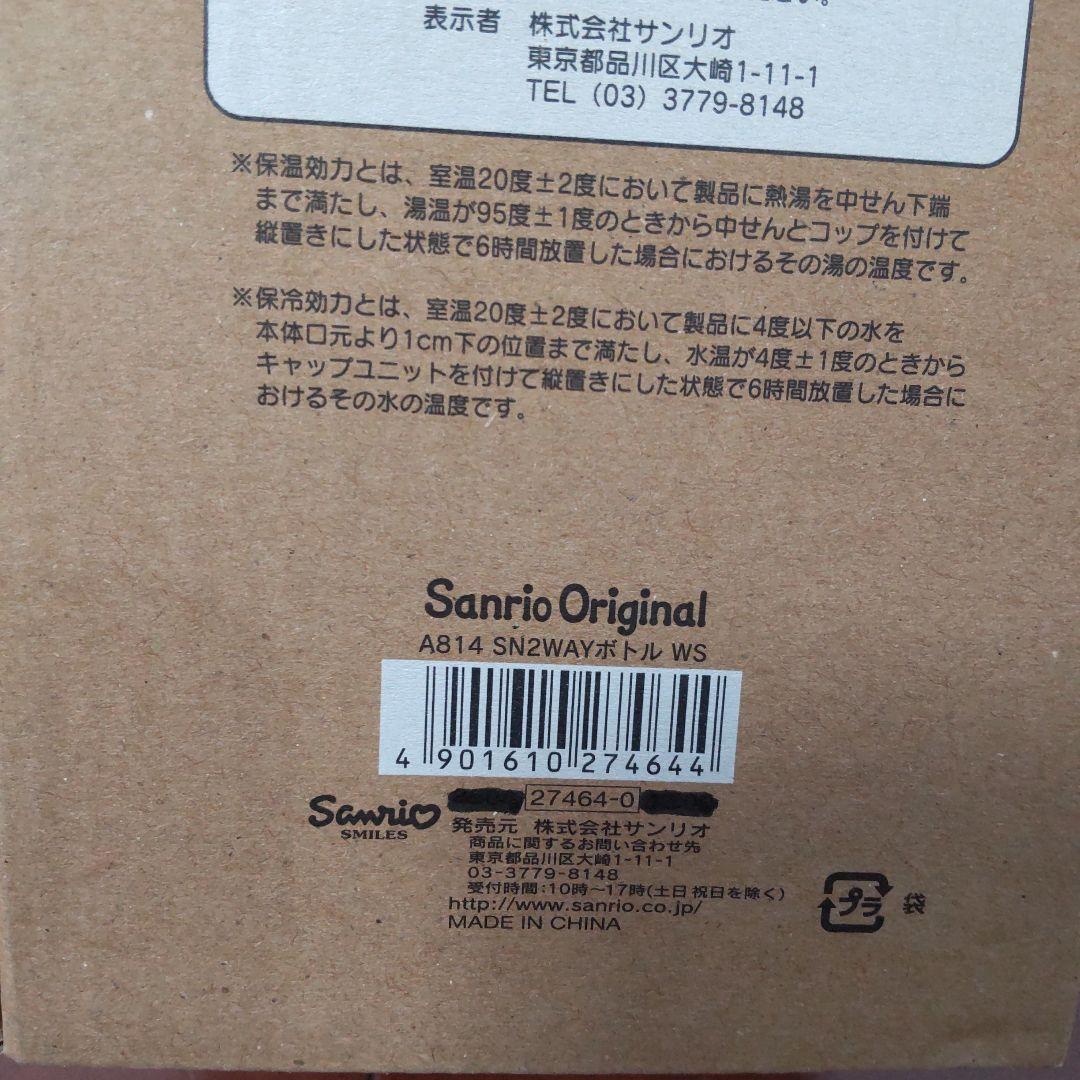 ださい。
表示者 株式会社サンリオ
東京都品川区大崎1-11-1
TEL（03）3779-8148
※保温効力とは、室温20度±2度において製品に熱湯を中せん下端
まで満たし、湯温が95度±1度のときから中せんとコップを付けて
縦置きにした状態で6時間放置した場合におけるその湯の温度です。
※保冷効力とは、室温20度±2度において製品に4度以下の水を
本体口元より1cm下の位置まで満たし、水温が4度±1度のときから
キャップユニットを付けて縦置きにした状態で6時間放置した場合に
おけるその水の温度です。
Sanrio Original
A814 SN2WAYボトル WS
4 901610 274644
27464-0
Sanrio
SMILES
発売元 株式会社サンリオ
商品に関するお問い合わせ先
東京都品川区大崎1-11-1
03-3779-8148
受付時間:10時～17時(土日祝日を除く)
http://www.sanrio.co.jp/
MADE IN CHINA
プラ 袋